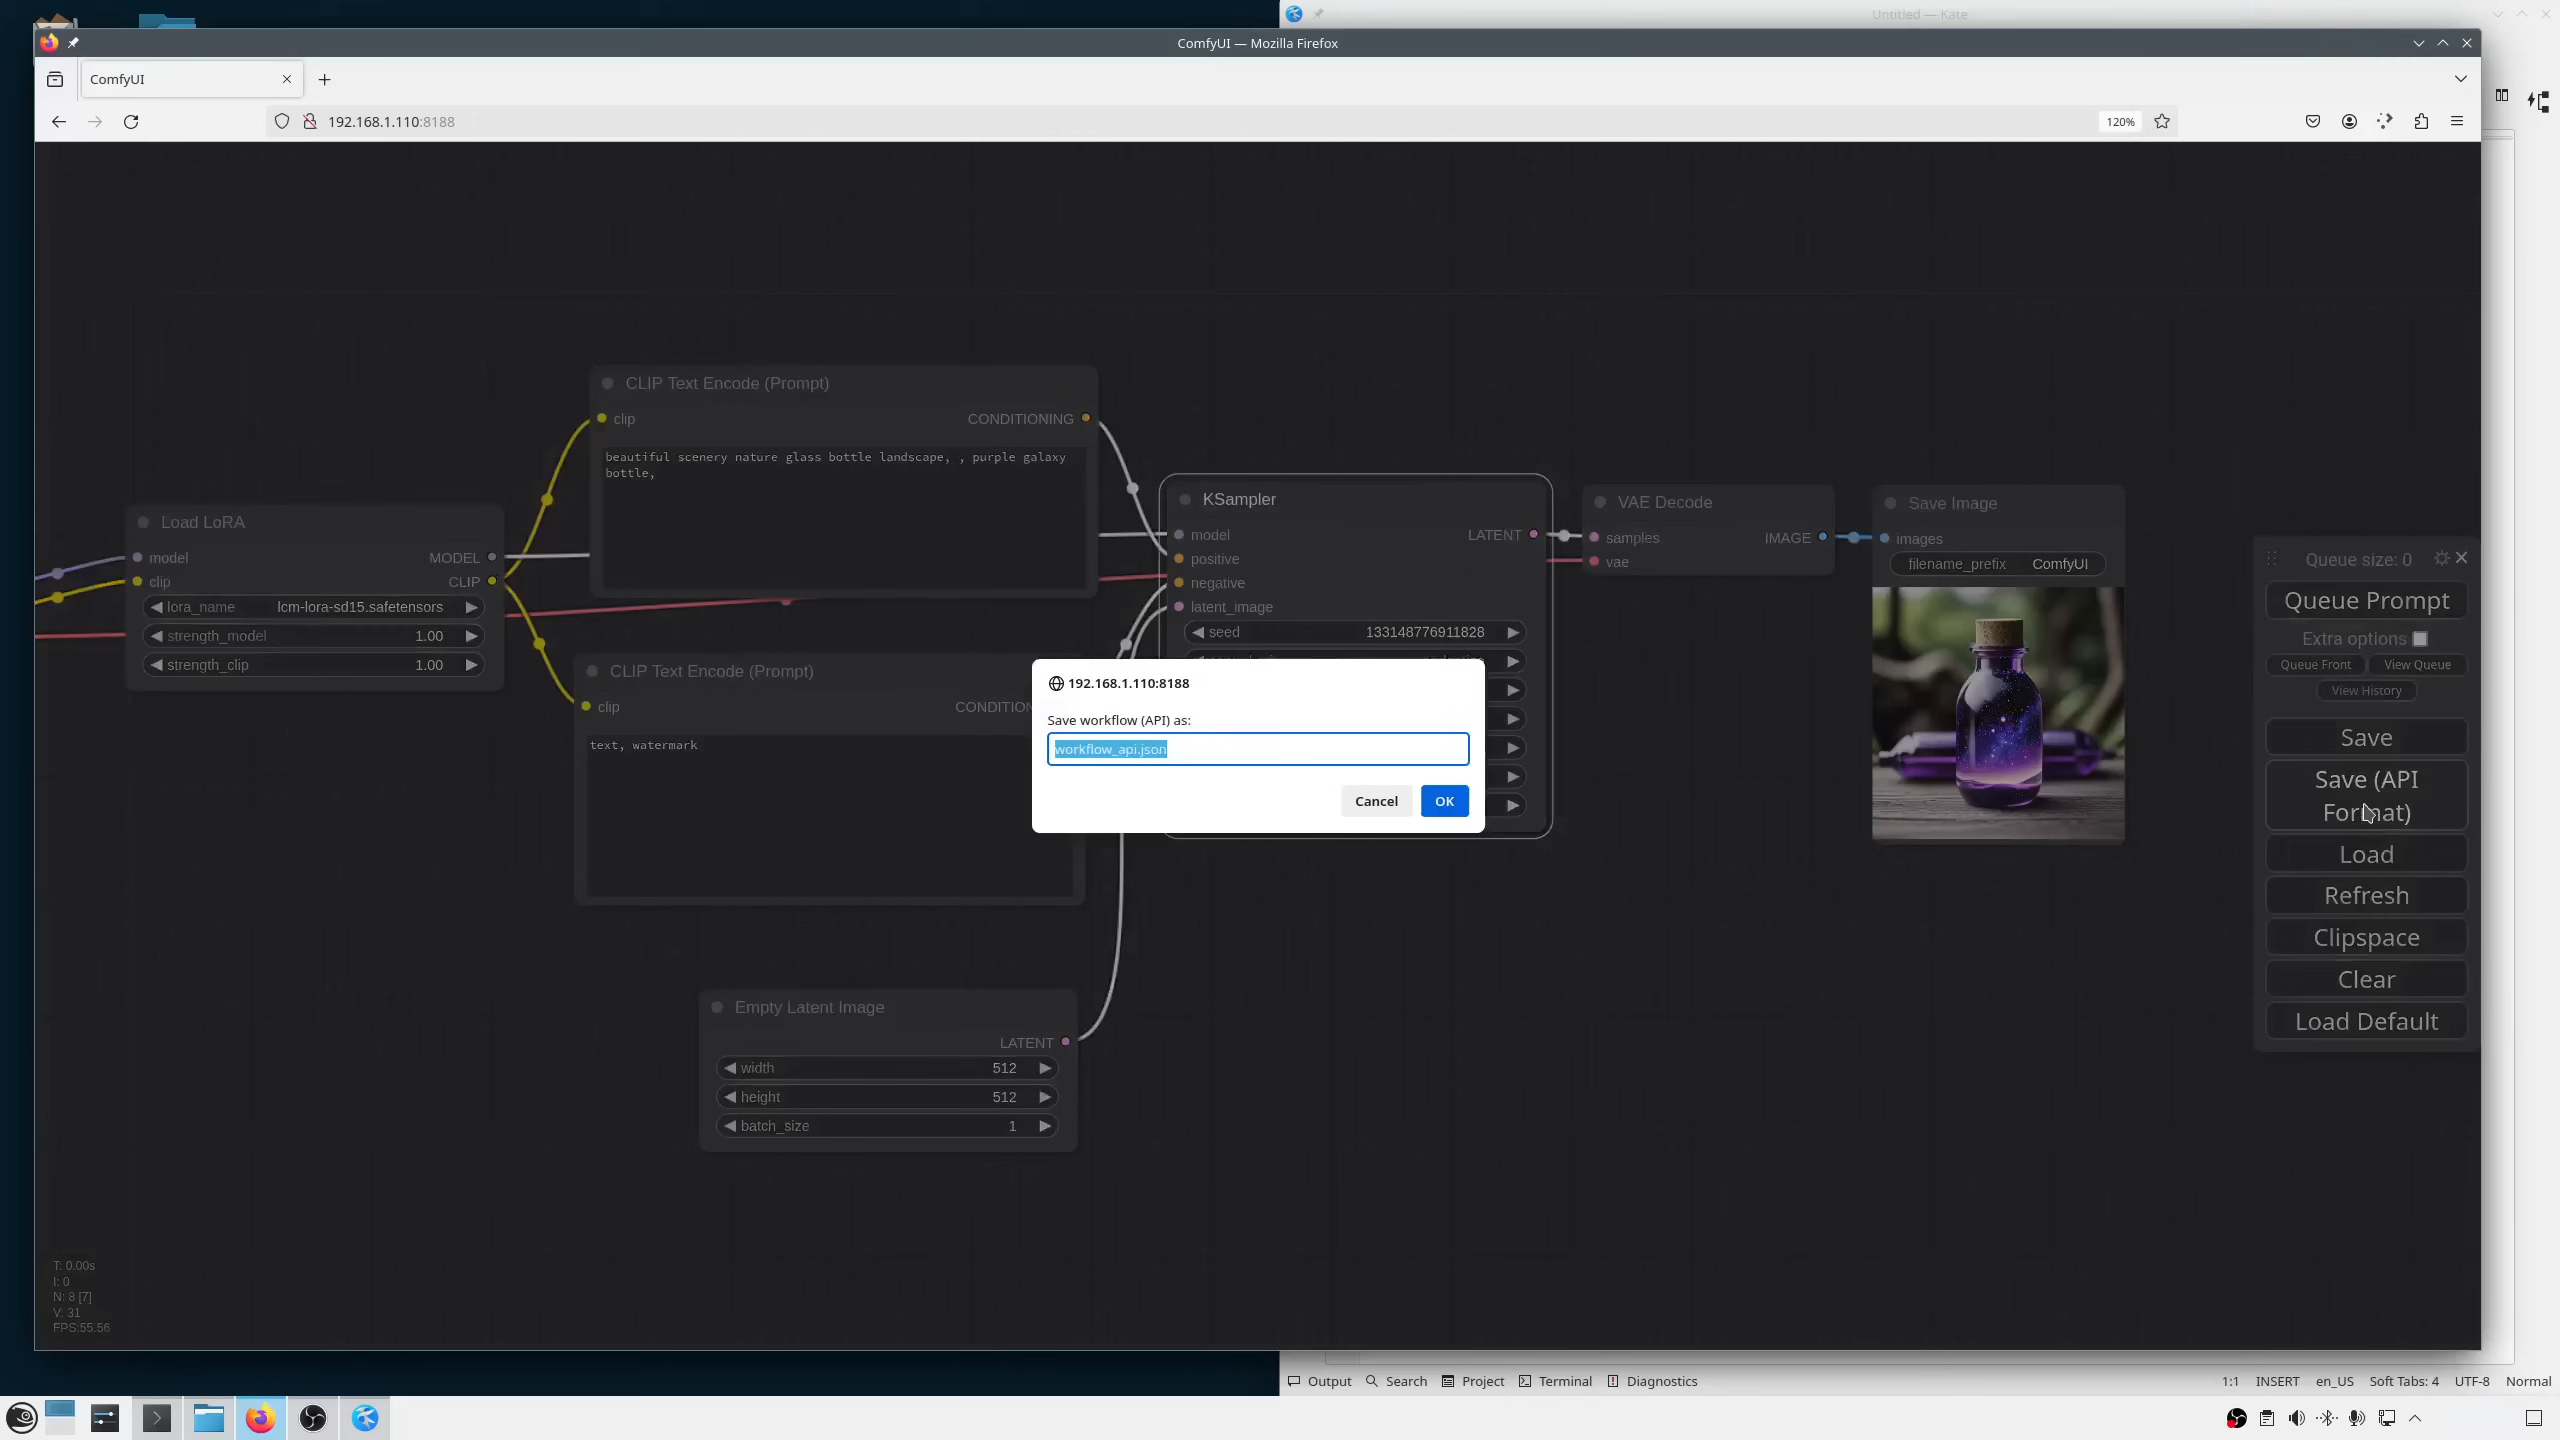 Untitled — Kate
ComfyUI — Mozilla Firefox
ComfyUI
192.168.1.110:8188
120%
CLIP Text Encode (Prompt)
clip
CONDITIONING
beautiful scenery nature glass bottle landscape, , purple galaxy
bottle,
Load LoRA
model
MODEL
clip
CLIP
lora_name
lcm-lora-sd15.safetensors
strength_model
1.00
strength_clip
1.00
CLIP Text Encode (Prompt)
clip
CONDITION
text, watermark
KSampler
model
LATENT
positive
negative
latent_image
seed
133148776911828
VAE Decode
samples
IMAGE
vae
Save Image
images
filename_prefix
ComfyUI
192.168.1.110:8188
Save workflow (API) as:
workflow_api.json
Cancel
OK
Empty Latent Image
LATENT
width
512
height
512
batch_size
1
Queue size: 0
Queue Prompt
Extra options
Queue Front
View Queue
View History
Save
Save (API
Format)
Load
Refresh
Clipspace
Clear
Load Default
T: 0.00s
I: 0
N: 8 [7]
V: 31
FPS:55.56
Output
Search
Project
Terminal
Diagnostics
1:1
INSERT
en_US
Soft Tabs: 4
UTF-8
Normal